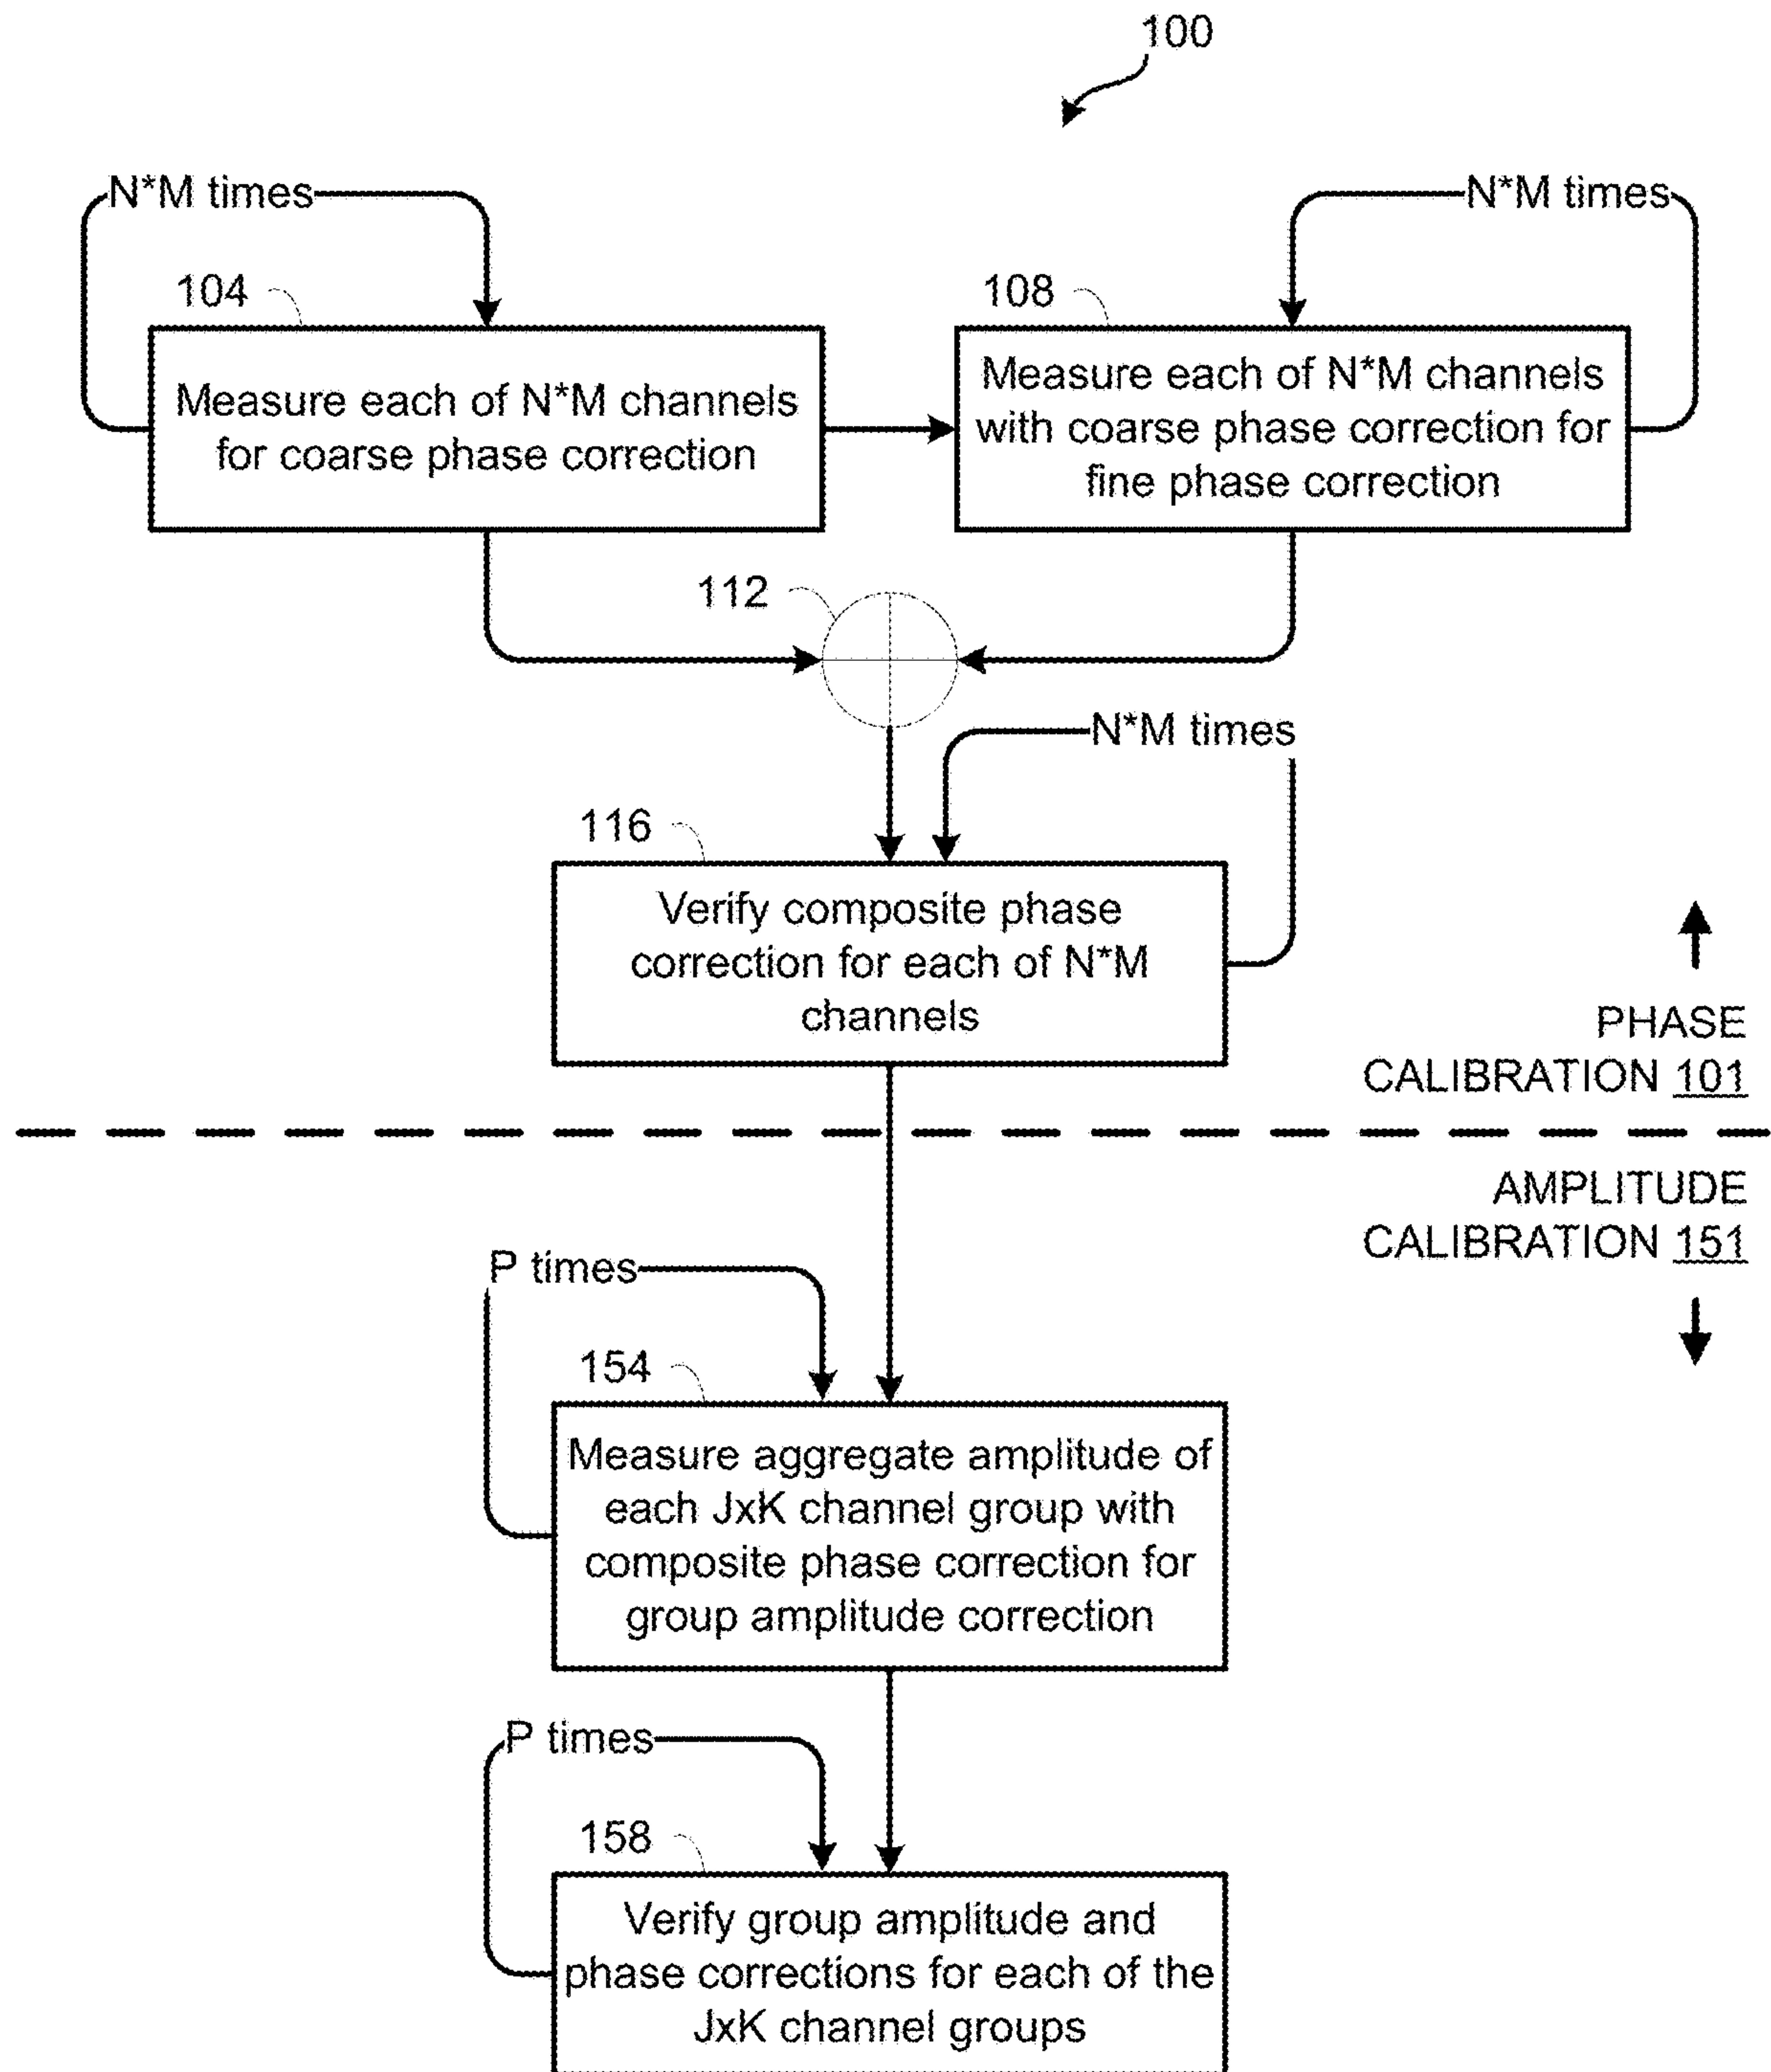 100
N*M times
N*M times
104
108
Measure each of N*M channels
for coarse phase correction
Measure each of N*M channels
with coarse phase correction for
fine phase correction
112
N*M times
116
Verify composite phase
correction for each of N*M
channels
PHASE
CALIBRATION 101
AMPLITUDE
CALIBRATION 151
P times
154
Measure aggregate amplitude of
each JxK channel group with
composite phase correction for
group amplitude correction
P times
158
Verify group amplitude and
phase corrections for each of the
JxK channel groups